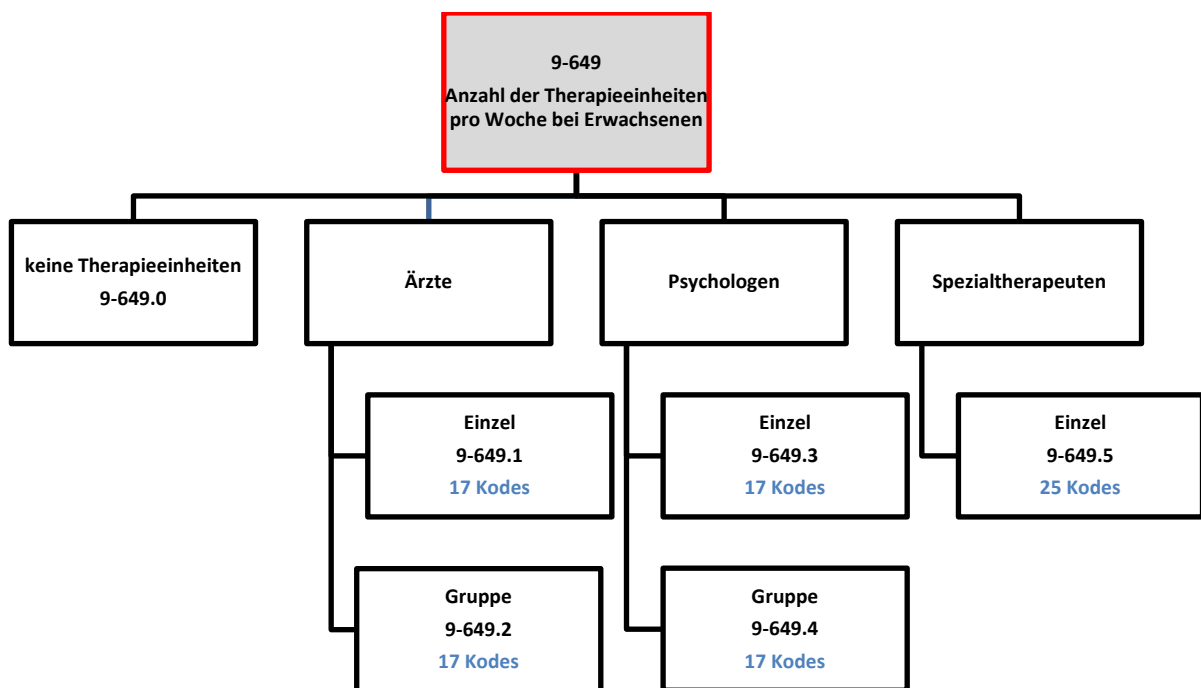 9-649
Anzahl der Therapieeinheiten
pro Woche bei Erwachsenen
keine Therapieeinheiten
9-649.0
Ärzte
Psychologen
Spezialtherapeuten
Einzel
9-649.1
17 Kodes
Einzel
9-649.3
17 Kodes
Einzel
9-649.5
25 Kodes
Gruppe
9-649.2
17 Kodes
Gruppe
9-649.4
17 Kodes